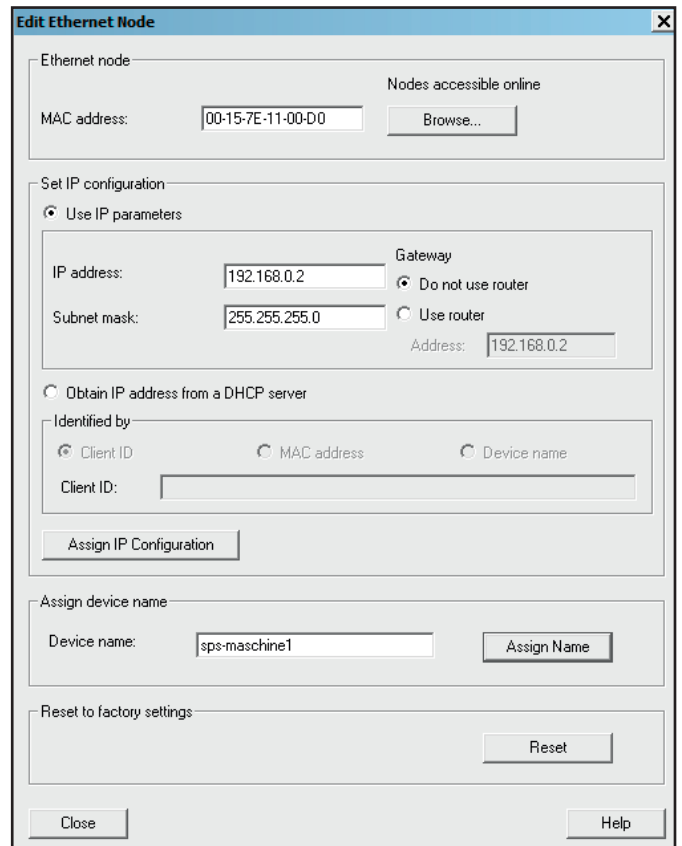 Edit Ethernet Node
Ethernet node
Nodes accessible online
MAC address: 00-15-7E-11-00-D0 Browse...
Set IP configuration
Use IP parameters
Gateway
IP address: 192.168.0.2 Do not use router
Subnet mask: 255.255.255.0 Use router
Address: 192.168.0.2
Obtain IP address from a DHCP server
Identified by
Client ID MAC address Device name
Client ID:
Assign IP Configuration
Assign device name
Device name: sps-maschine1 Assign Name
Reset to factory settings
Reset
Close Help